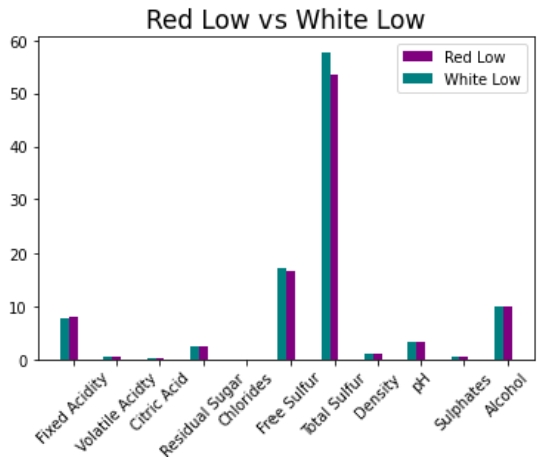 Red Low vs White Low
Red Low
White Low
60
50
40
30
20
10
0
Fixed Acidity
Volatile Acidty
Citric Acid
Residual Sugar
Chlorides
Free Sulfur
Total Sulfur
Density
pH
Sulphates
Alcohol